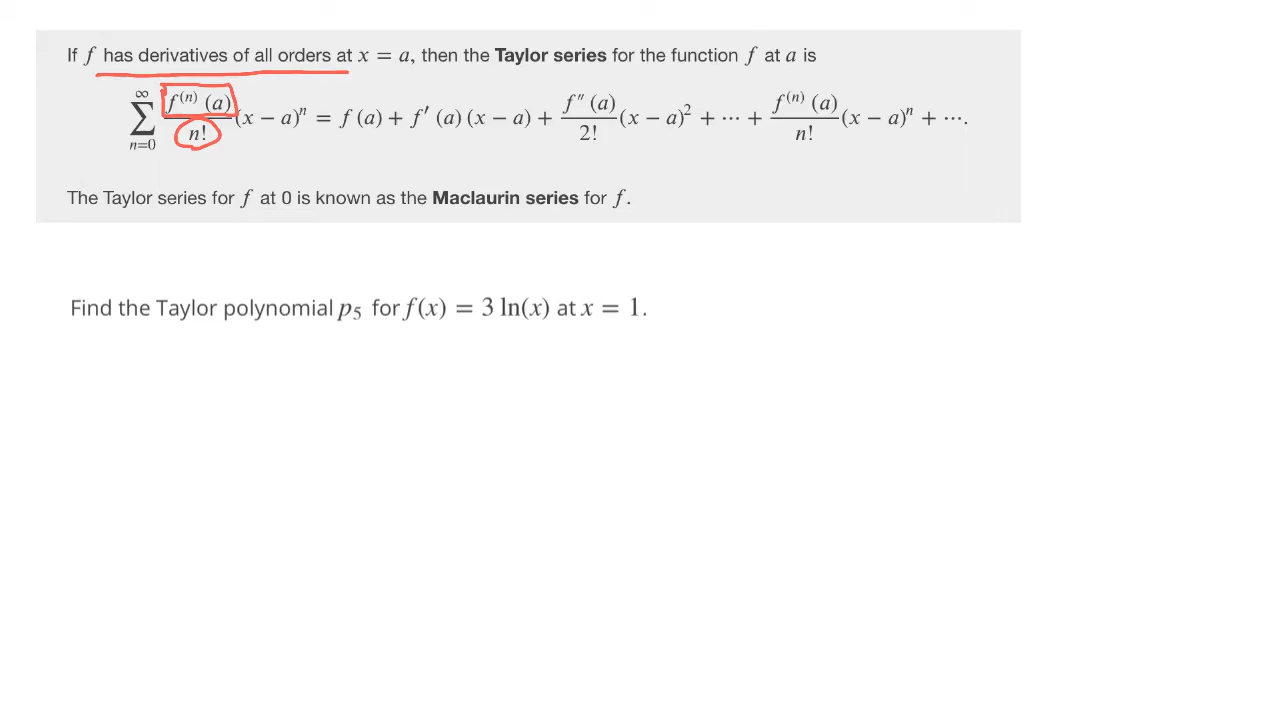 If f has derivatives of all orders at x = a, then the Taylor series for the function f at a is
∞∑n=0 f⁽ⁿ⁾(a)/n! (x − a)ⁿ = f(a) + f′(a)(x − a) + f″(a)/2! (x − a)² + ⋯ + f⁽ⁿ⁾(a)/n! (x − a)ⁿ + ⋯.
The Taylor series for f at 0 is known as the Maclaurin series for f.
Find the Taylor polynomial p₅ for f(x) = 3 ln(x) at x = 1.